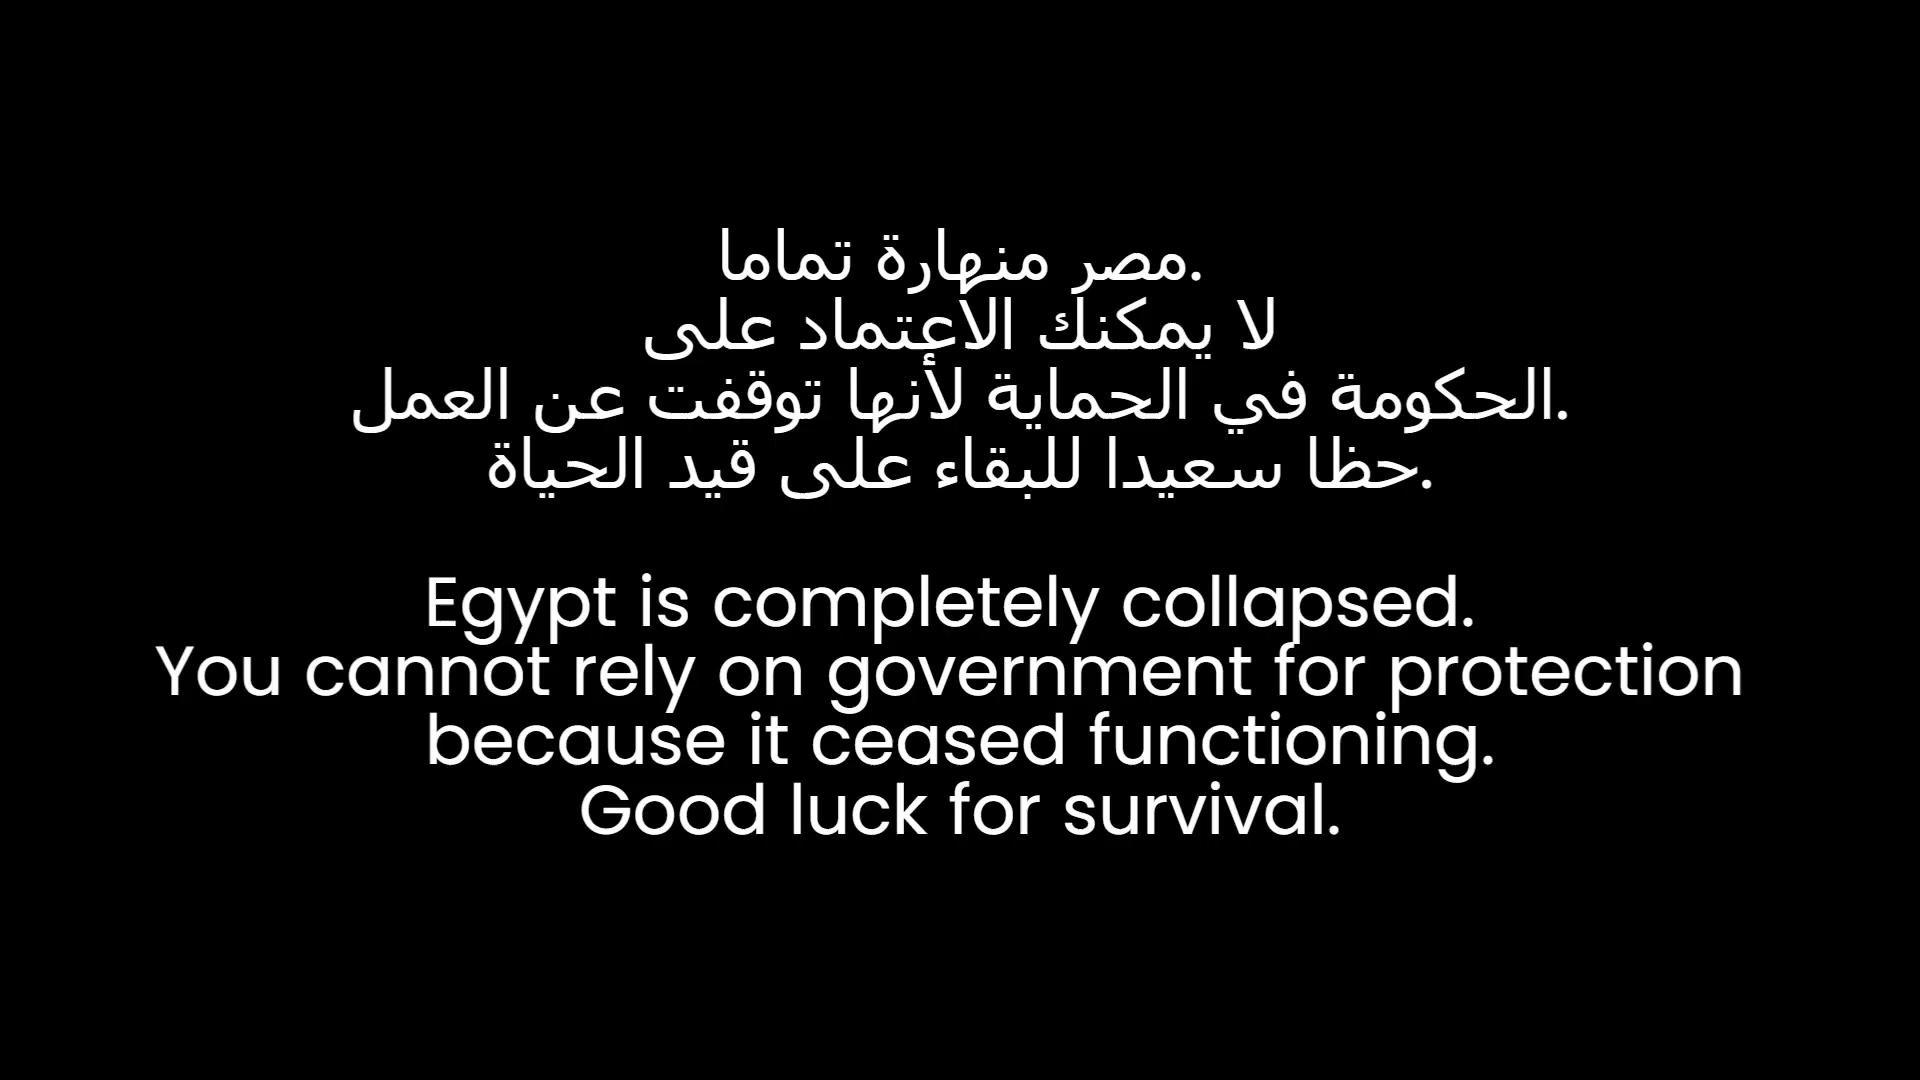 مصر منهارة تماما.
لا يمكنك الاعتماد على
الحكومة في الحماية لأنها توقفت عن العمل.
حظا سعيدا للبقاء على قيد الحياة.
Egypt is completely collapsed.
You cannot rely on government for protection
because it ceased functioning.
Good luck for survival.